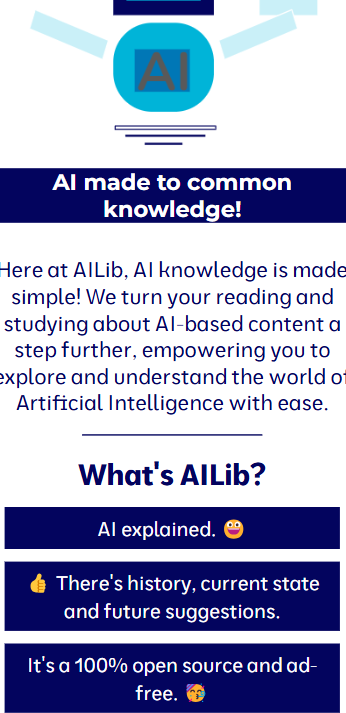 AI
AI made to common
knowledge!
Here at AILib, AI knowledge is made
simple! We turn your reading and
studying about AI-based content a
step further, empowering you to
explore and understand the world of
Artificial Intelligence with ease.
What's AILib?
AI explained. 😃
👍 There's history, current state
and future suggestions.
It's a 100% open source and ad-
free. 🥳